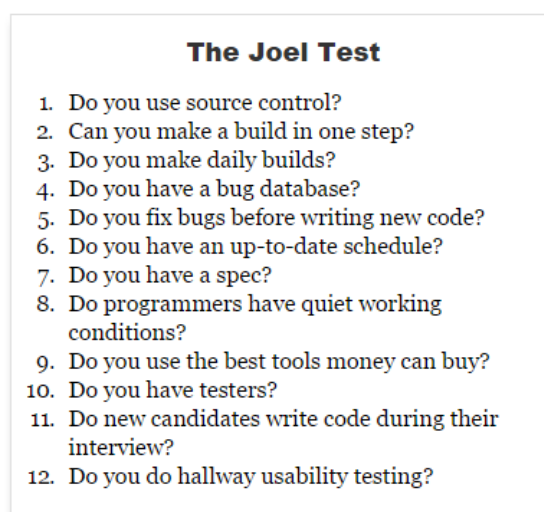 The Joel Test
1. Do you use source control?
2. Can you make a build in one step?
3. Do you make daily builds?
4. Do you have a bug database?
5. Do you fix bugs before writing new code?
6. Do you have an up-to-date schedule?
7. Do you have a spec?
8. Do programmers have quiet working
conditions?
9. Do you use the best tools money can buy?
10. Do you have testers?
11. Do new candidates write code during their
interview?
12. Do you do hallway usability testing?